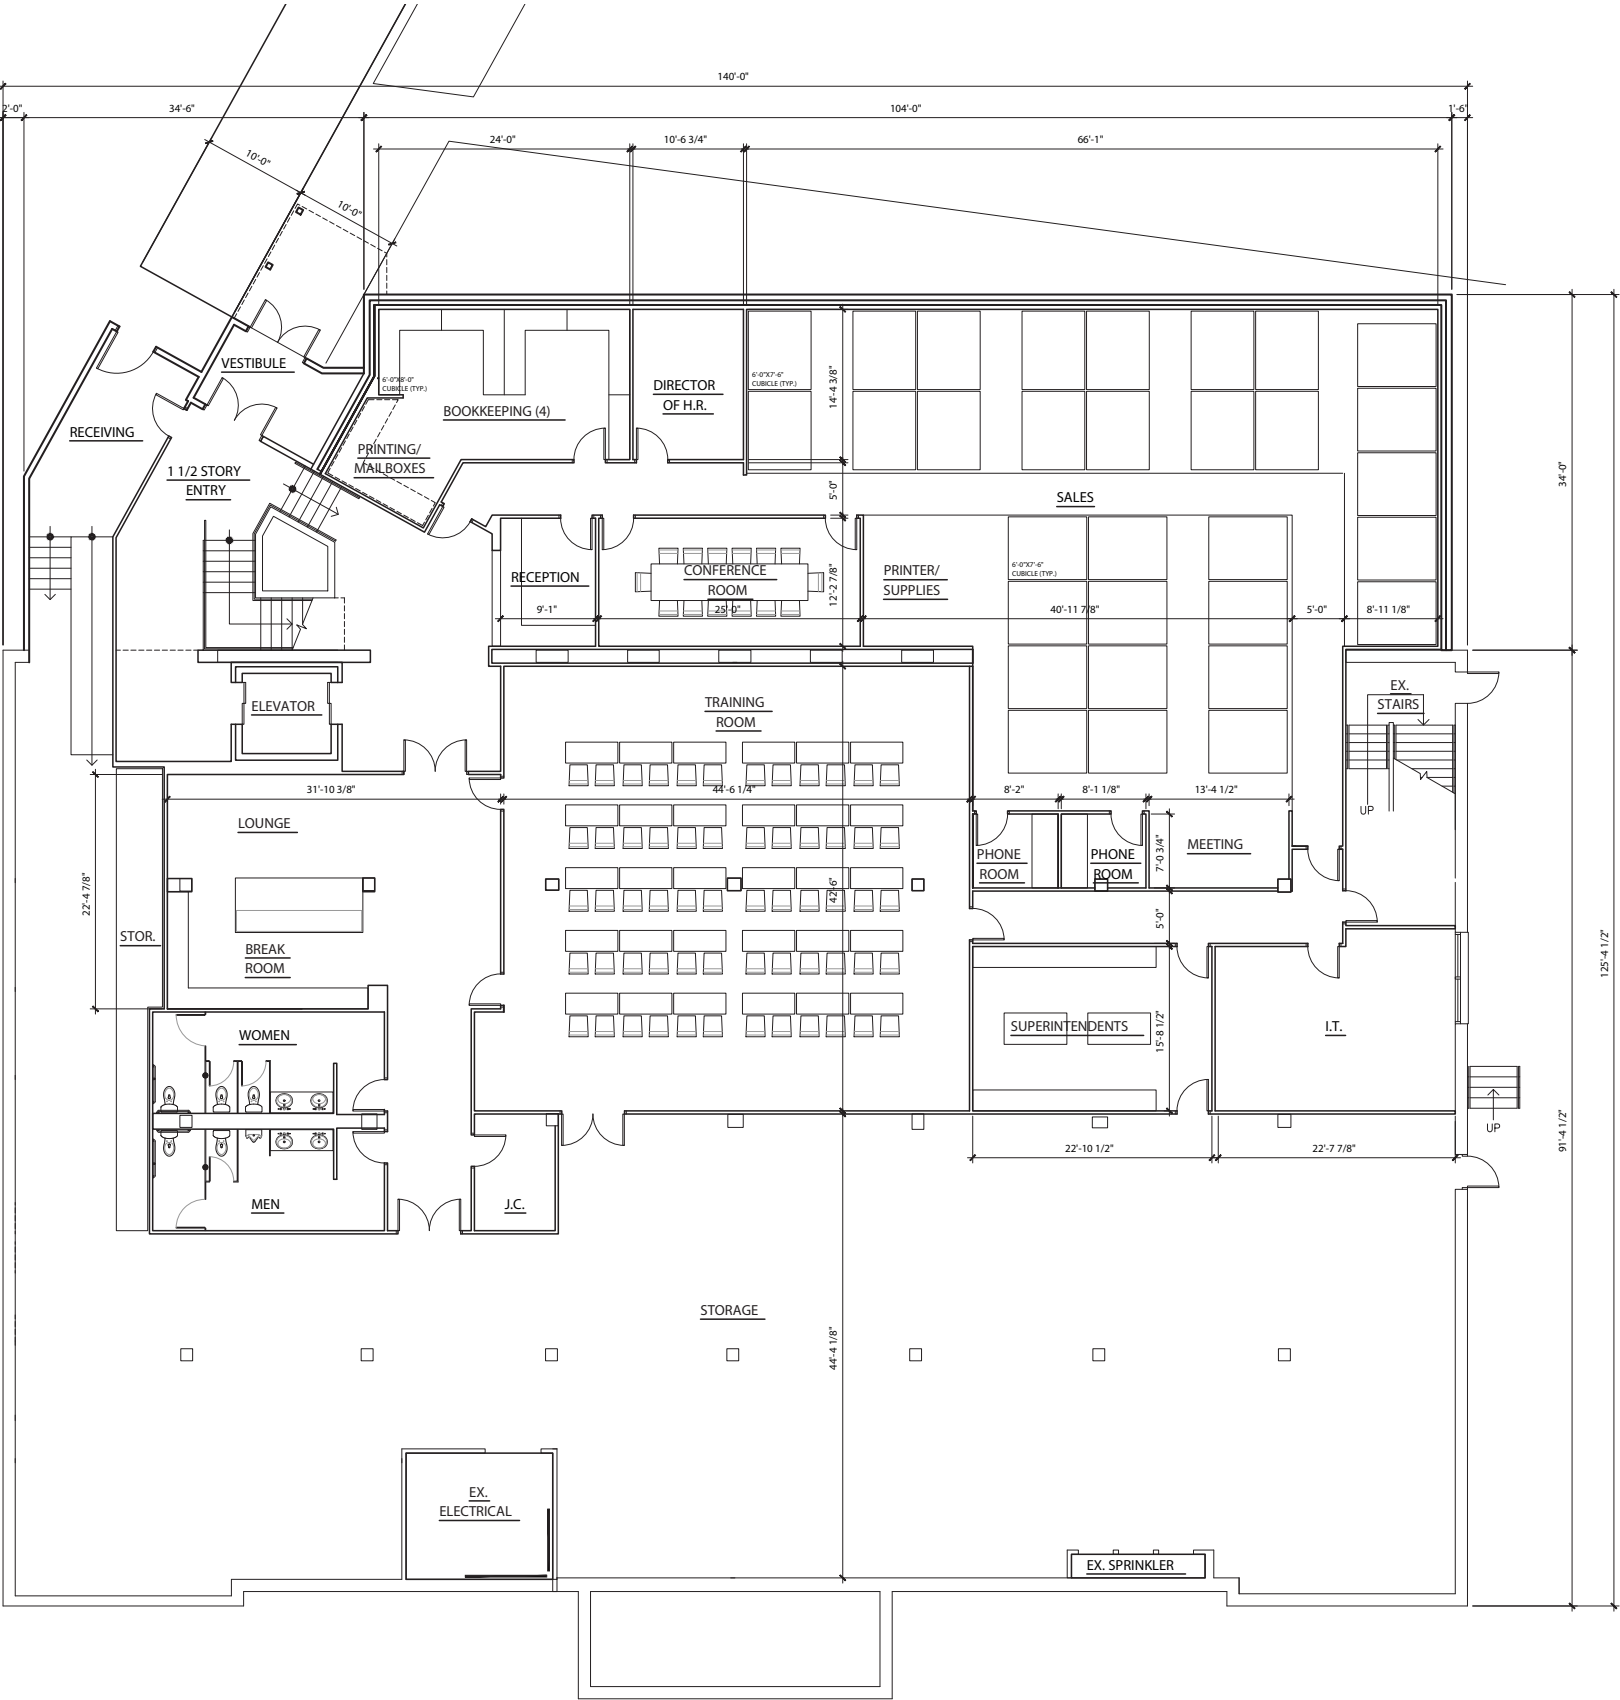 140'-0"
2'-0"
34'-6"
104'-0"
1'-6"
24'-0"
10'-6 3/4"
66'-1"
10'-0"
10'-0"
VESTIBULE
6'-0"X8'-0"
CUBICLE (TYP.)
DIRECTOR
OF H.R.
6'-0"X7'-6"
CUBICLE (TYP.)
14'-4 3/8"
BOOKKEEPING (4)
RECEIVING
PRINTING/
MAILBOXES
1 1/2 STORY
ENTRY
5'-0"
SALES
34'-0"
RECEPTION
CONFERENCE
ROOM
12'-2 7/8"
PRINTER/
SUPPLIES
6'-0"X7'-6"
CUBICLE (TYP.)
9'-1"
25'-0"
40'-11 7/8"
5'-0"
8'-11 1/8"
ELEVATOR
TRAINING
ROOM
EX.
STAIRS
31'-10 3/8"
44'-6 1/4"
8'-2"
8'-1 1/8"
13'-4 1/2"
UP
LOUNGE
PHONE
ROOM
PHONE
ROOM
7'-0 3/4"
MEETING
22'-4 7/8"
42'-6"
5'-0"
STOR.
BREAK
ROOM
125'-4 1/2"
WOMEN
SUPERINTENDENTS
15'-8 1/2"
I.T.
UP
22'-10 1/2"
22'-7 7/8"
91'-4 1/2"
MEN
J.C.
STORAGE
44'-4 1/8"
EX.
ELECTRICAL
EX. SPRINKLER